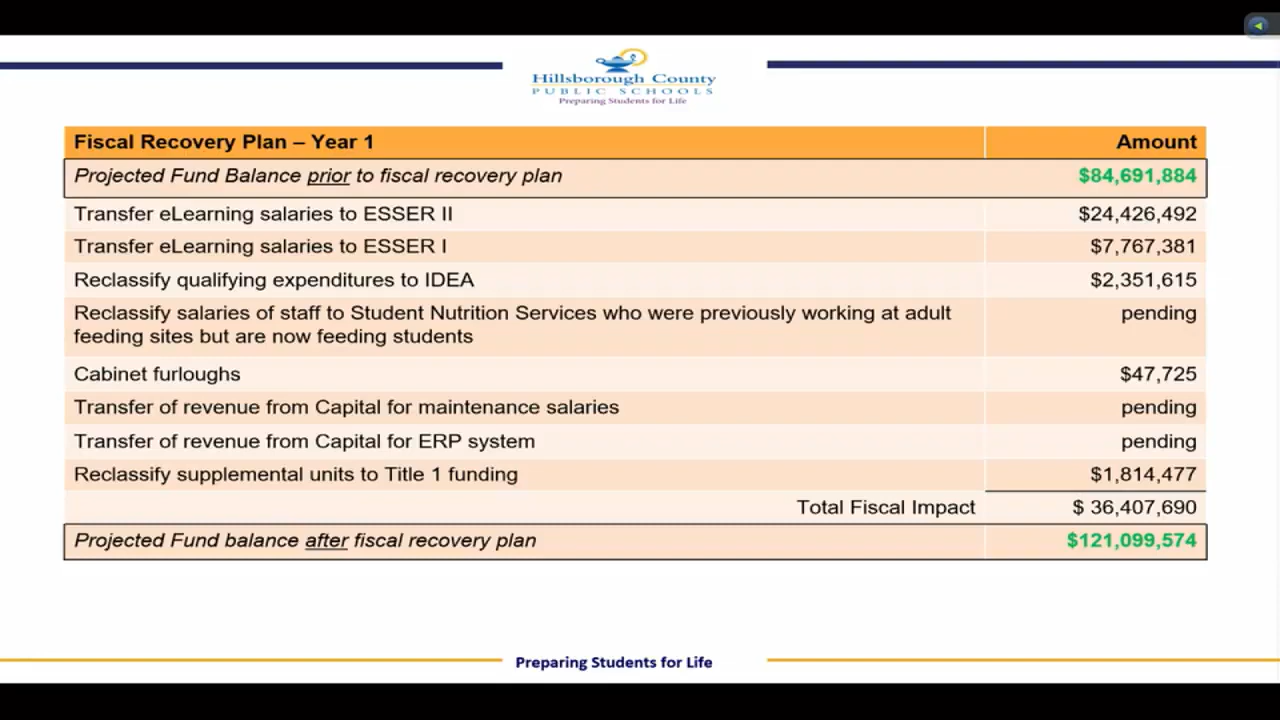 Hillsborough County
PUBLIC SCHOOLS
Preparing Students for Life
Fiscal Recovery Plan – Year 1 Amount
Projected Fund Balance prior to fiscal recovery plan $84,691,884
Transfer eLearning salaries to ESSER II $24,426,492
Transfer eLearning salaries to ESSER I $7,767,381
Reclassify qualifying expenditures to IDEA $2,351,615
Reclassify salaries of staff to Student Nutrition Services who were previously working at adult pending
feeding sites but are now feeding students
Cabinet furloughs $47,725
Transfer of revenue from Capital for maintenance salaries pending
Transfer of revenue from Capital for ERP system pending
Reclassify supplemental units to Title 1 funding $1,814,477
Total Fiscal Impact $ 36,407,690
Projected Fund balance after fiscal recovery plan $121,099,574
Preparing Students for Life